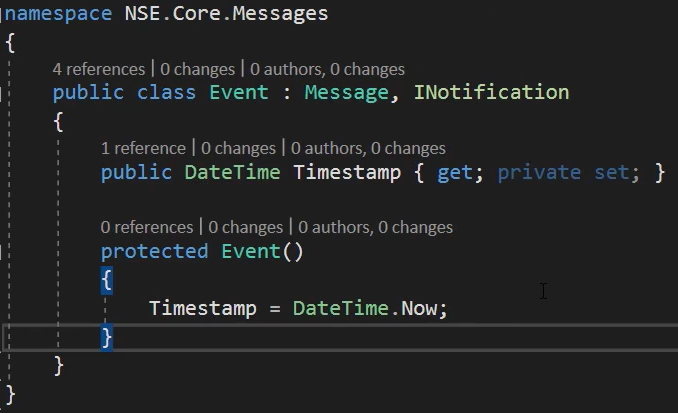 namespace NSE.Core.Messages
{
4 references | 0 changes | 0 authors, 0 changes
public class Event : Message, INotification
{
1 reference | 0 changes | 0 authors, 0 changes
public DateTime Timestamp { get; private set; }
0 references | 0 changes | 0 authors, 0 changes
protected Event()
{
Timestamp = DateTime.Now;
}
}
}